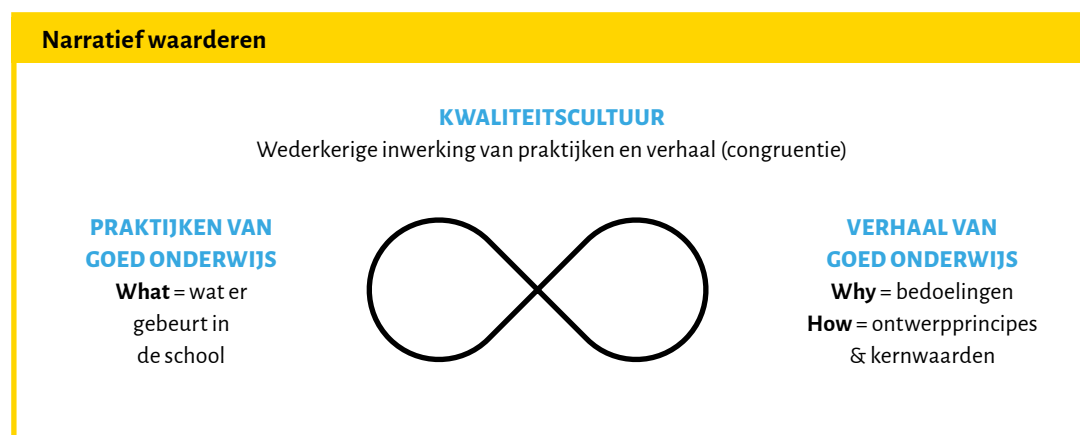 Narratief waarderen
KWALITEITSCULTUUR
Wederkerige inwerking van praktijken en verhaal (congruentie)
PRAKTIJKEN VAN
GOED ONDERWIJS
What = wat er
gebeurt in
de school
VERHAAL VAN
GOED ONDERWIJS
Why = bedoelingen
How = ontwerpprincipes
& kernwaarden